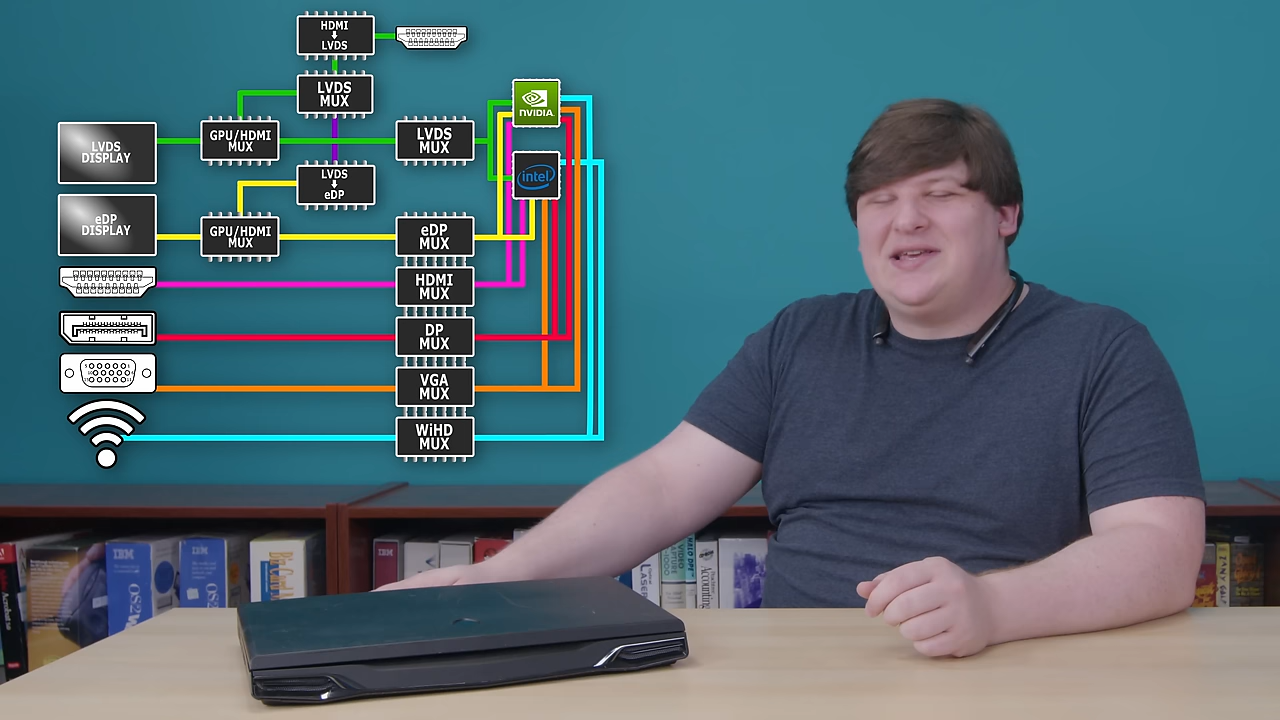 HDMI
LVDS
LVDS
MUX
LVDS
DISPLAY
GPU/HDMI
MUX
LVDS
MUX
NVIDIA
LVDS
eDP
intel
eDP
DISPLAY
GPU/HDMI
MUX
eDP
MUX
HDMI
MUX
DP
MUX
VGA
MUX
WiHD
MUX
IBM
IBM
IBM
OS/2